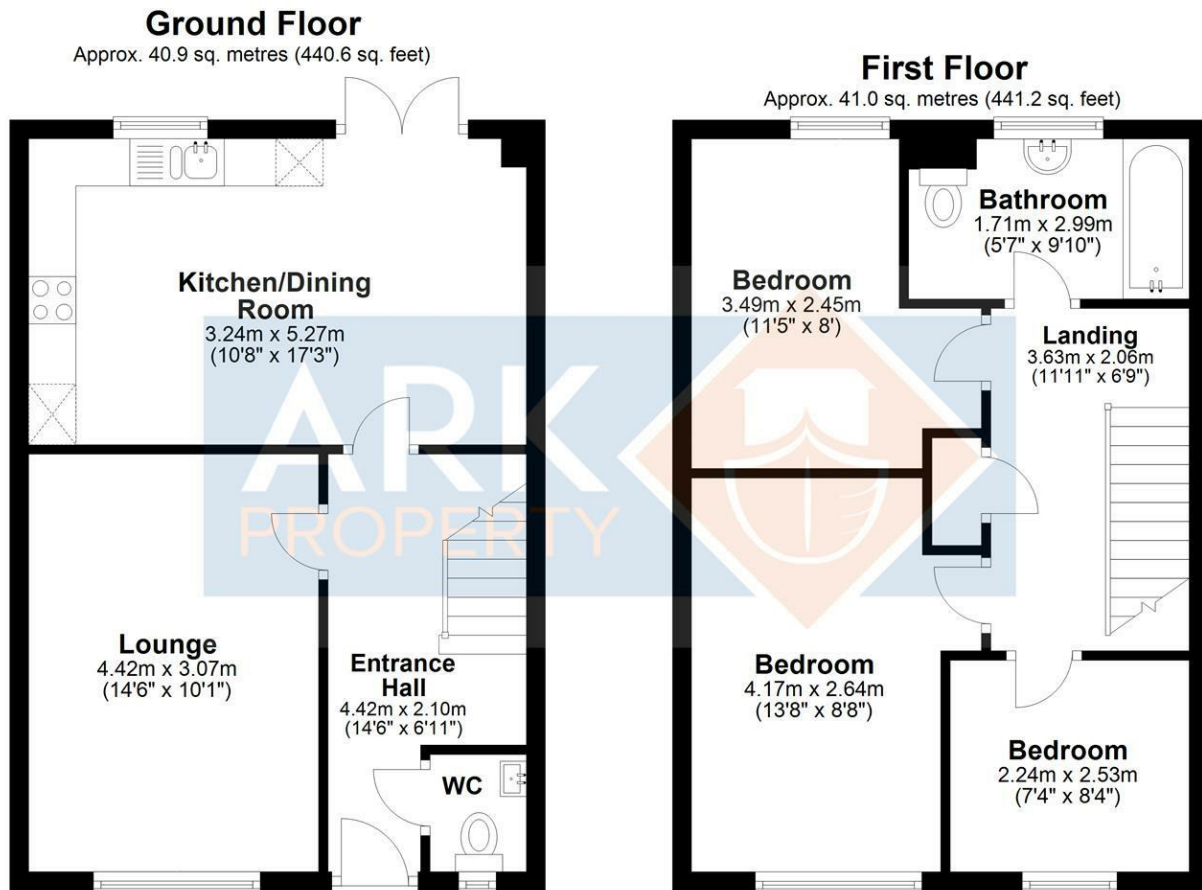 Ground Floor
Approx. 40.9 sq. metres (440.6 sq. feet)
Kitchen/Dining
Room
3.24m x 5.27m
(10'8" x 17'3")
Lounge
4.42m x 3.07m
(14'6" x 10'1")
Entrance
Hall
4.42m x 2.10m
(14'6" x 6'11")
WC
First Floor
Approx. 41.0 sq. metres (441.2 sq. feet)
Bathroom
1.71m x 2.99m
(5'7" x 9'10")
Bedroom
3.49m x 2.45m
(11'5" x 8')
Landing
3.63m x 2.06m
(11'11" x 6'9")
Bedroom
4.17m x 2.64m
(13'8" x 8'8")
Bedroom
2.24m x 2.53m
(7'4" x 8'4")
ARK
PROPERTY